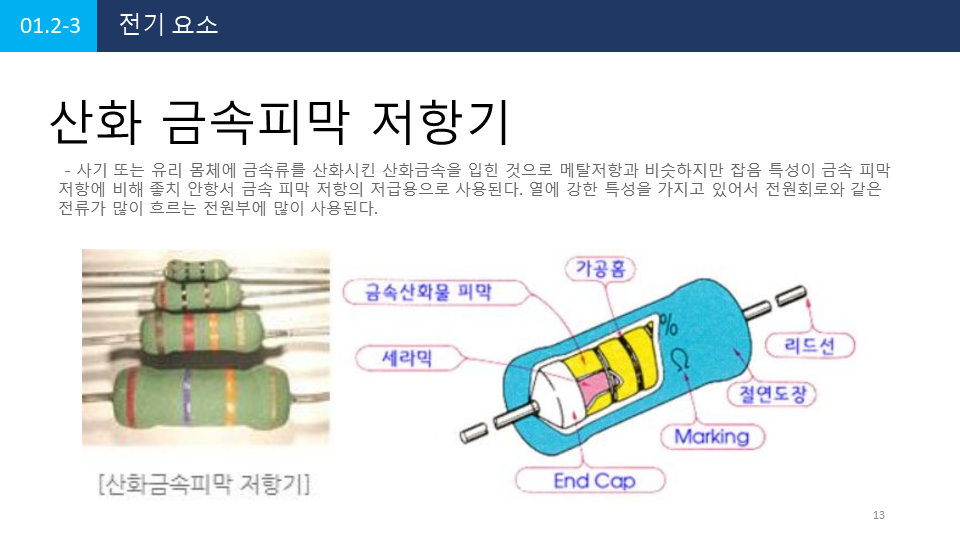 01.2-3
전기 요소
산화 금속피막 저항기
- 사기 또는 유리 몸체에 금속류를 산화시킨 산화금속을 입힌 것으로 메탈저항과 비슷하지만 잡음 특성이 금속 피막
저항에 비해 좋치 안항서 금속 피막 저항의 저급용으로 사용된다. 열에 강한 특성을 가지고 있어서 전원회로와 같은
전류가 많이 흐르는 전원부에 많이 사용된다.
가공홈
금속산화물 피막
%
세라믹
Ω
리드선
절연도장
Marking
End Cap
[산화금속피막 저항기]
13